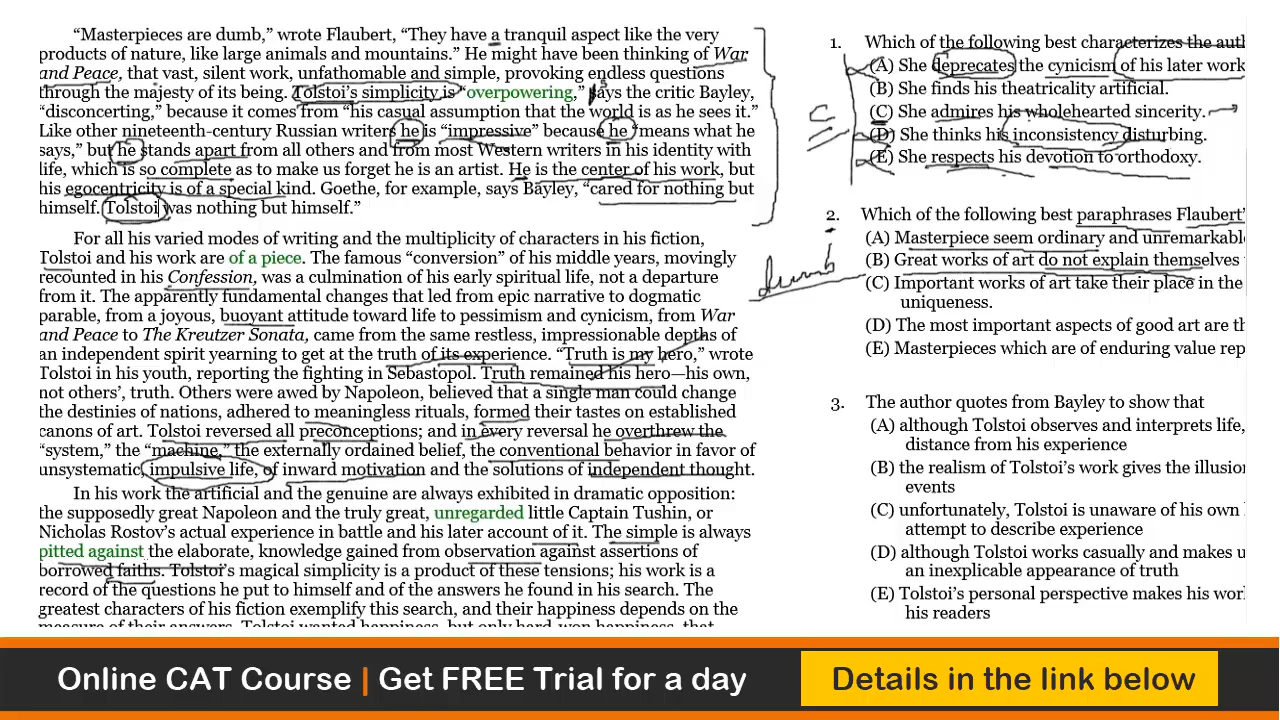 “Masterpieces are dumb,” wrote Flaubert, “They have a tranquil aspect like the very
products of nature, like large animals and mountains.” He might have been thinking of War
and Peace, that vast, silent work, unfathomable and simple, provoking endless questions
through the majesty of its being. Tolstoi’s simplicity is “overpowering,” says the critic Bayley,
“disconcerting,” because it comes from “his casual assumption that the world is as he sees it.”
Like other nineteenth-century Russian writers he is “impressive” because he “means what he
says,” but he stands apart from all others and from most Western writers in his identity with
life, which is so complete as to make us forget he is an artist. He is the center of his work, but
his egocentricity is of a special kind. Goethe, for example, says Bayley, “cared for nothing but
himself. Tolstoi was nothing but himself.”
For all his varied modes of writing and the multiplicity of characters in his fiction,
Tolstoi and his work are of a piece. The famous “conversion” of his middle years, movingly
recounted in his Confession, was a culmination of his early spiritual life, not a departure
from it. The apparently fundamental changes that led from epic narrative to dogmatic
parable, from a joyous, buoyant attitude toward life to pessimism and cynicism, from War
and Peace to The Kreutzer Sonata, came from the same restless, impressionable depths of
an independent spirit yearning to get at the truth of its experience. “Truth is my hero,” wrote
Tolstoi in his youth, reporting the fighting in Sebastopol. Truth remained his hero—his own,
not others’, truth. Others were awed by Napoleon, believed that a single man could change
the destinies of nations, adhered to meaningless rituals, formed their tastes on established
canons of art. Tolstoi reversed all preconceptions; and in every reversal he overthrew the
“system,” the “machine,” the externally ordained belief, the conventional behavior in favor of
unsystematic, impulsive life, of inward motivation and the solutions of independent thought.
In his work the artificial and the genuine are always exhibited in dramatic opposition:
the supposedly great Napoleon and the truly great, unregarded little Captain Tushin, or
Nicholas Rostov’s actual experience in battle and his later account of it. The simple is always
pitted against the elaborate, knowledge gained from observation against assertions of
borrowed faiths. Tolstoi’s magical simplicity is a product of these tensions; his work is a
record of the questions he put to himself and of the answers he found in his search. The
greatest characters of his fiction exemplify this search, and their happiness depends on the
measure of their answers. Tolstoi wanted happiness, but only hard-won happiness, that
dumb
1. Which of the following best characterizes the aut
(A) She deprecates the cynicism of his later work
(B) She finds his theatricality artificial.
(C) She admires his wholehearted sincerity.
(D) She thinks his inconsistency disturbing.
(E) She respects his devotion to orthodoxy.
2. Which of the following best paraphrases Flaubert’
(A) Masterpiece seem ordinary and unremarkabl
(B) Great works of art do not explain themselves
(C) Important works of art take their place in the
uniqueness.
(D) The most important aspects of good art are th
(E) Masterpieces which are of enduring value rep
3. The author quotes from Bayley to show that
(A) although Tolstoi observes and interprets life,
distance from his experience
(B) the realism of Tolstoi’s work gives the illusio
events
(C) unfortunately, Tolstoi is unaware of his own
attempt to describe experience
(D) although Tolstoi works casually and makes u
an inexplicable appearance of truth
(E) Tolstoi’s personal perspective makes his wor
his readers
Online CAT Course | Get FREE Trial for a day
Details in the link below